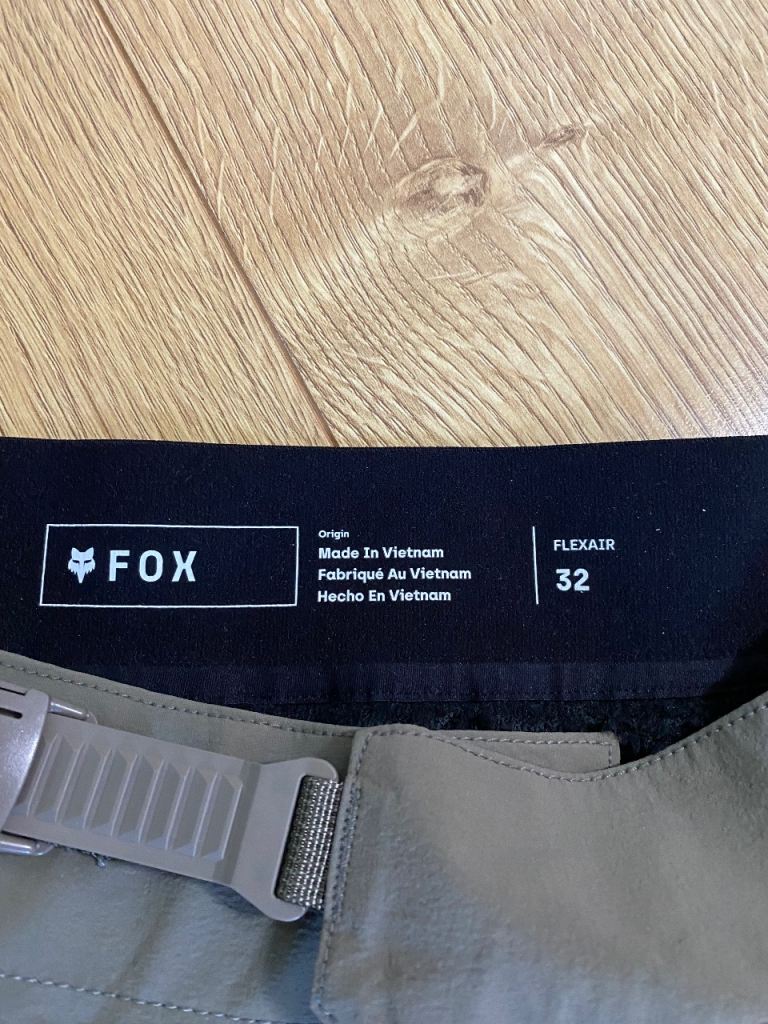 FOX
Origin
Made In Vietnam
Fabriqué Au Vietnam
Hecho En Vietnam
FLEXAIR
32